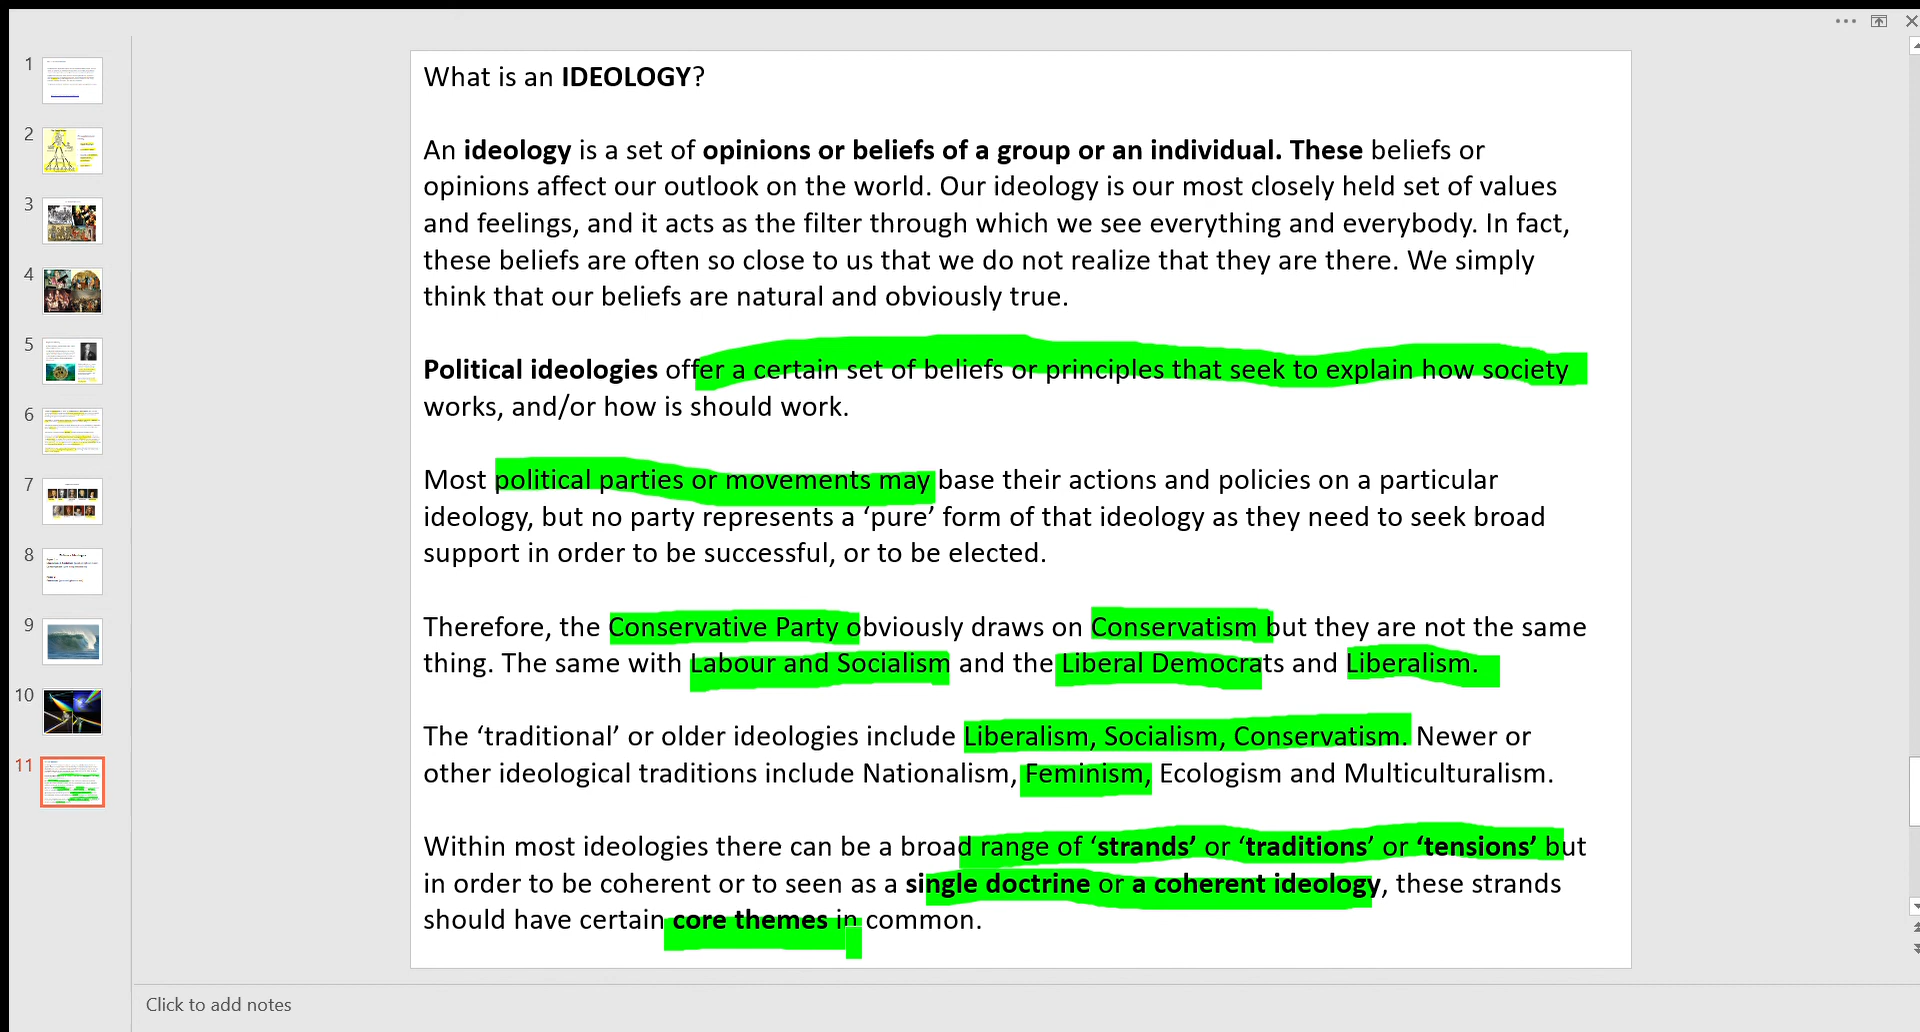 What is an IDEOLOGY?
An ideology is a set of opinions or beliefs of a group or an individual. These beliefs or
opinions affect our outlook on the world. Our ideology is our most closely held set of values
and feelings, and it acts as the filter through which we see everything and everybody. In fact,
these beliefs are often so close to us that we do not realize that they are there. We simply
think that our beliefs are natural and obviously true.
Political ideologies offer a certain set of beliefs or principles that seek to explain how society
works, and/or how is should work.
Most political parties or movements may base their actions and policies on a particular
ideology, but no party represents a ‘pure’ form of that ideology as they need to seek broad
support in order to be successful, or to be elected.
Therefore, the Conservative Party obviously draws on Conservatism but they are not the same
thing. The same with Labour and Socialism and the Liberal Democrats and Liberalism.
The ‘traditional’ or older ideologies include Liberalism, Socialism, Conservatism. Newer or
other ideological traditions include Nationalism, Feminism, Ecologism and Multiculturalism.
Within most ideologies there can be a broad range of ‘strands’ or ‘traditions’ or ‘tensions’ but
in order to be coherent or to seen as a single doctrine or a coherent ideology, these strands
should have certain core themes in common.
1
2
3
4
5
6
7
8
9
10
11
Click to add notes